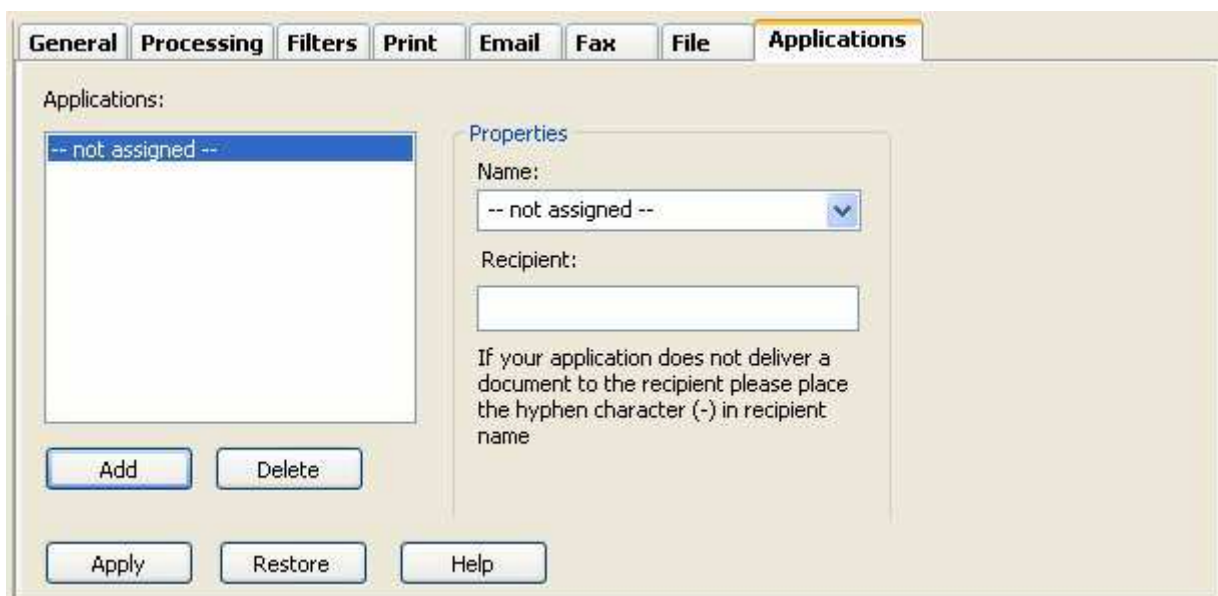 General Processing Filters Print Email Fax File Applications
Applications:
-- not assigned --
Properties
Name:
-- not assigned --
Recipient:
If your application does not deliver a
document to the recipient please place
the hyphen character (-) in recipient
name
Add Delete
Apply Restore Help